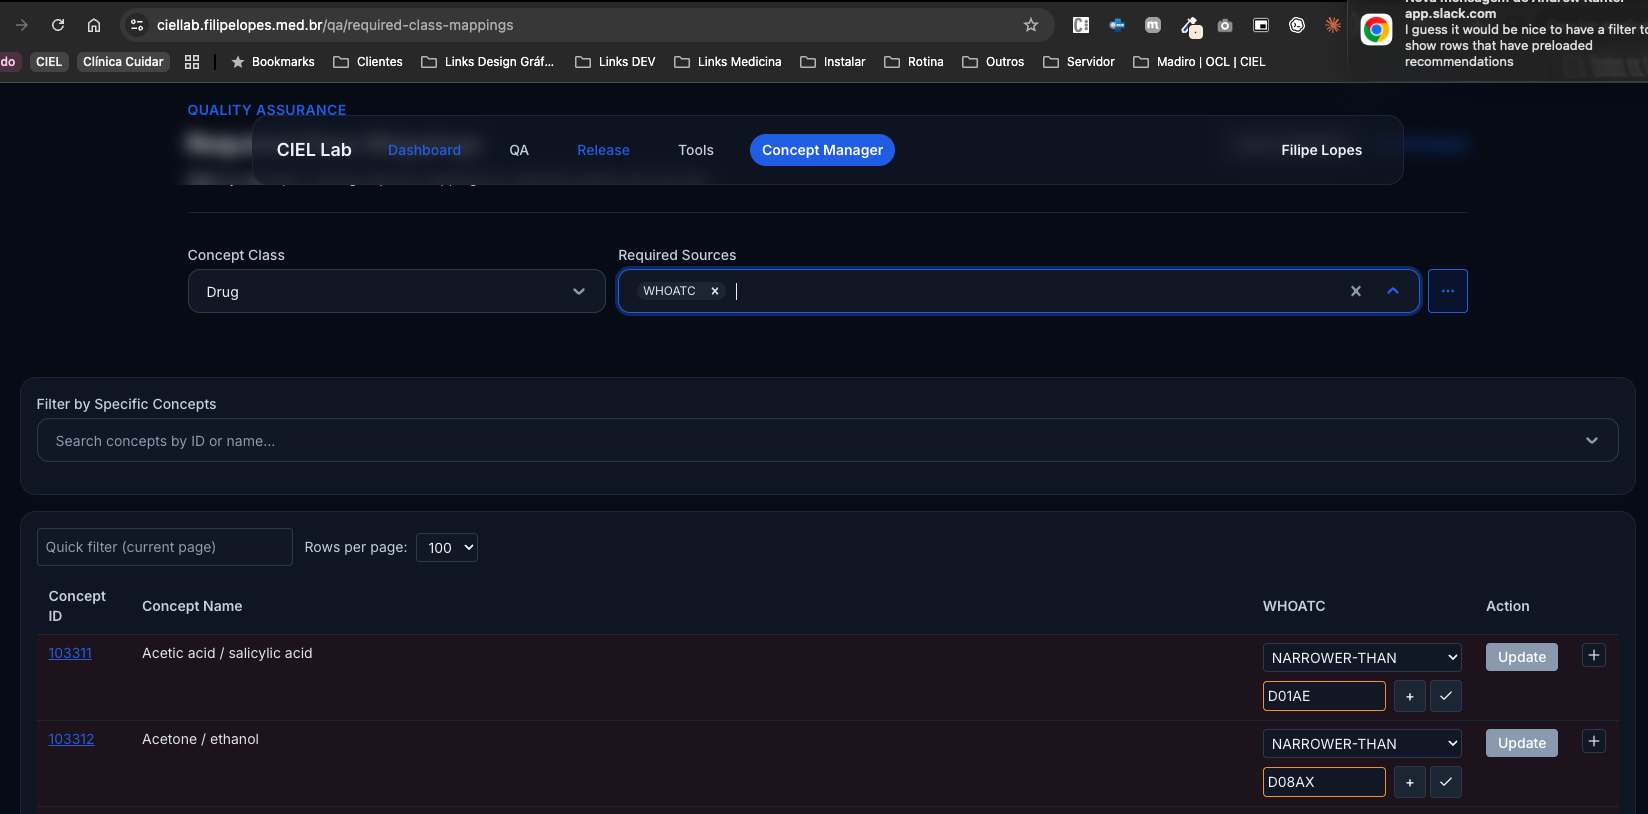 ciellab.filipelopes.med.br/qa/required-class-mappings
app.slack.com
I guess it would be nice to have a filter to
show rows that have preloaded
recommendations
do
CIEL
Clínica Cuidar
Bookmarks
Clientes
Links Design Gráf...
Links DEV
Links Medicina
Instalar
Rotina
Outros
Servidor
Madiro | OCL | CIEL
QUALITY ASSURANCE
CIEL Lab
Dashboard
QA
Release
Tools
Concept Manager
Filipe Lopes
Concept Class
Required Sources
Drug
WHOATC ×
Filter by Specific Concepts
Search concepts by ID or name...
Quick filter (current page)
Rows per page:
100
Concept ID
Concept Name
WHOATC
Action
103311
Acetic acid / salicylic acid
NARROWER-THAN
Update
+
D01AE
+
103312
Acetone / ethanol
NARROWER-THAN
Update
+
D08AX
+